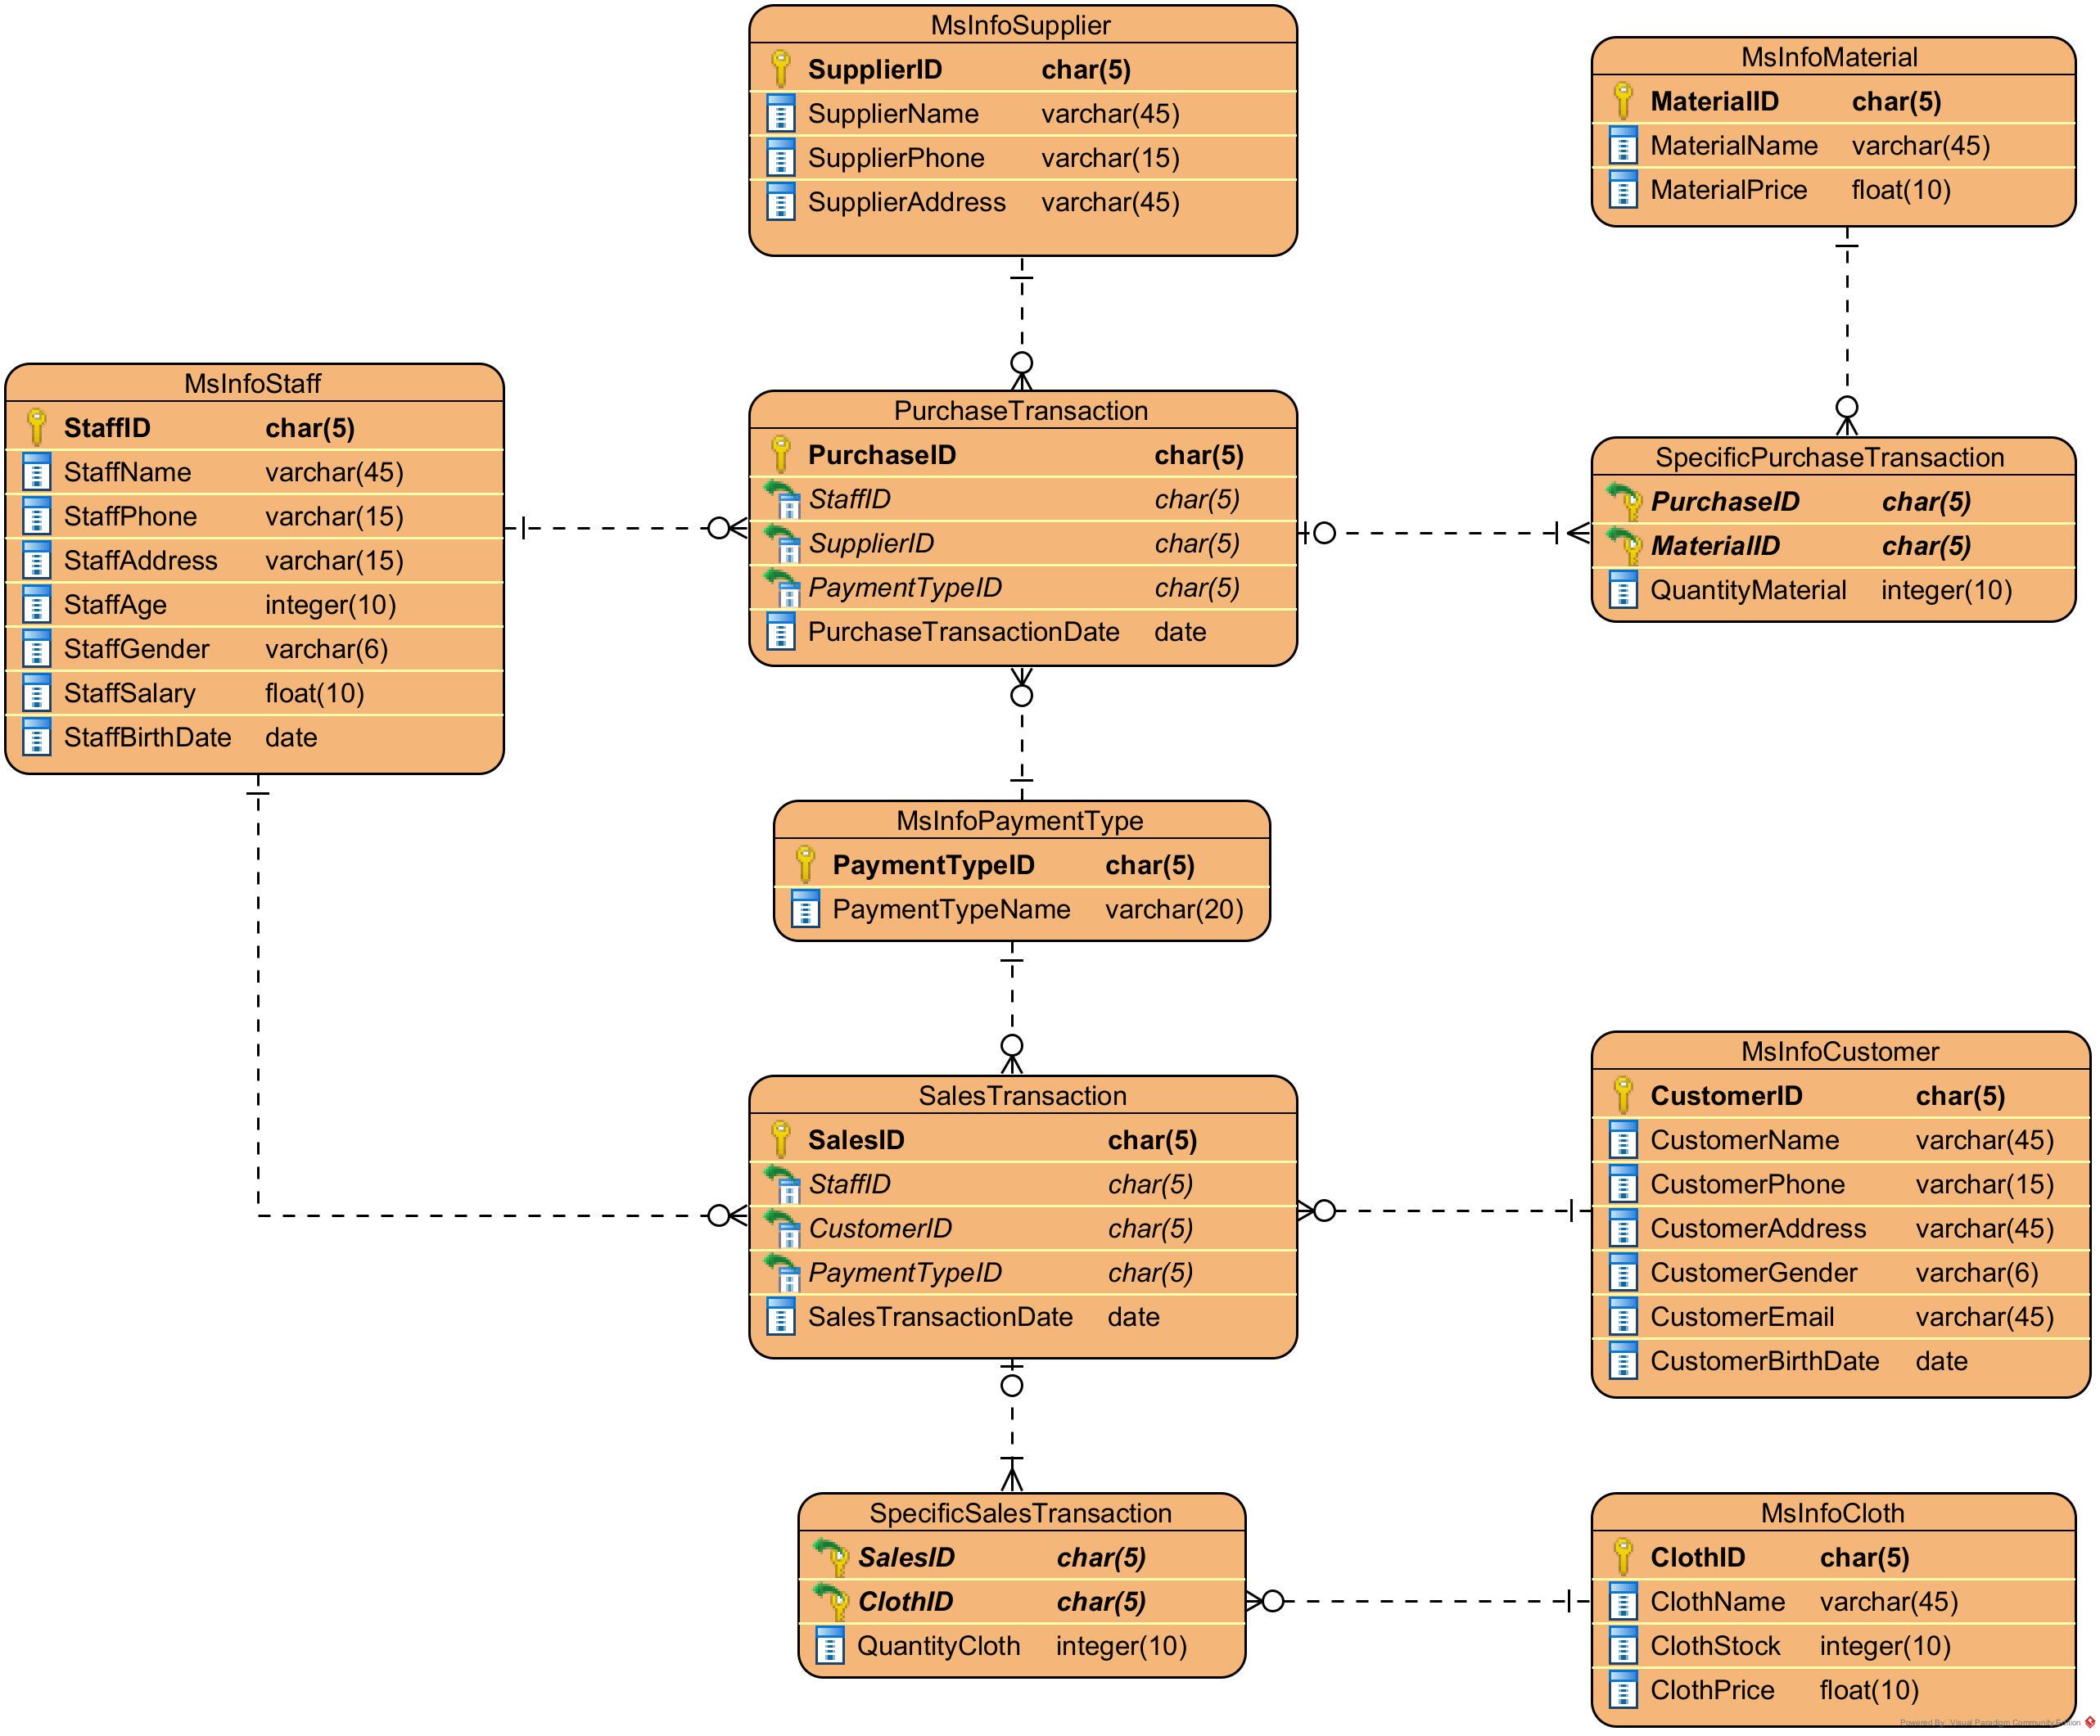 MsInfoSupplier
SupplierID char(5)
SupplierName varchar(45)
SupplierPhone varchar(15)
SupplierAddress varchar(45)
MsInfoMaterial
MaterialID char(5)
MaterialName varchar(45)
MaterialPrice float(10)
MsInfoStaff
StaffID char(5)
StaffName varchar(45)
StaffPhone varchar(15)
StaffAddress varchar(15)
StaffAge integer(10)
StaffGender varchar(6)
StaffSalary float(10)
StaffBirthDate date
PurchaseTransaction
PurchaseID char(5)
StaffID char(5)
SupplierID char(5)
PaymentTypeID char(5)
PurchaseTransactionDate date
SpecificPurchaseTransaction
PurchaseID char(5)
MaterialID char(5)
QuantityMaterial integer(10)
MsInfoPaymentType
PaymentTypeID char(5)
PaymentTypeName varchar(20)
SalesTransaction
SalesID char(5)
StaffID char(5)
CustomerID char(5)
PaymentTypeID char(5)
SalesTransactionDate date
MsInfoCustomer
CustomerID char(5)
CustomerName varchar(45)
CustomerPhone varchar(15)
CustomerAddress varchar(45)
CustomerGender varchar(6)
CustomerEmail varchar(45)
CustomerBirthDate date
SpecificSalesTransaction
SalesID char(5)
ClothID char(5)
QuantityCloth integer(10)
MsInfoCloth
ClothID char(5)
ClothName varchar(45)
ClothStock integer(10)
ClothPrice float(10)
Powered By: Visual Paradigm Community Edition